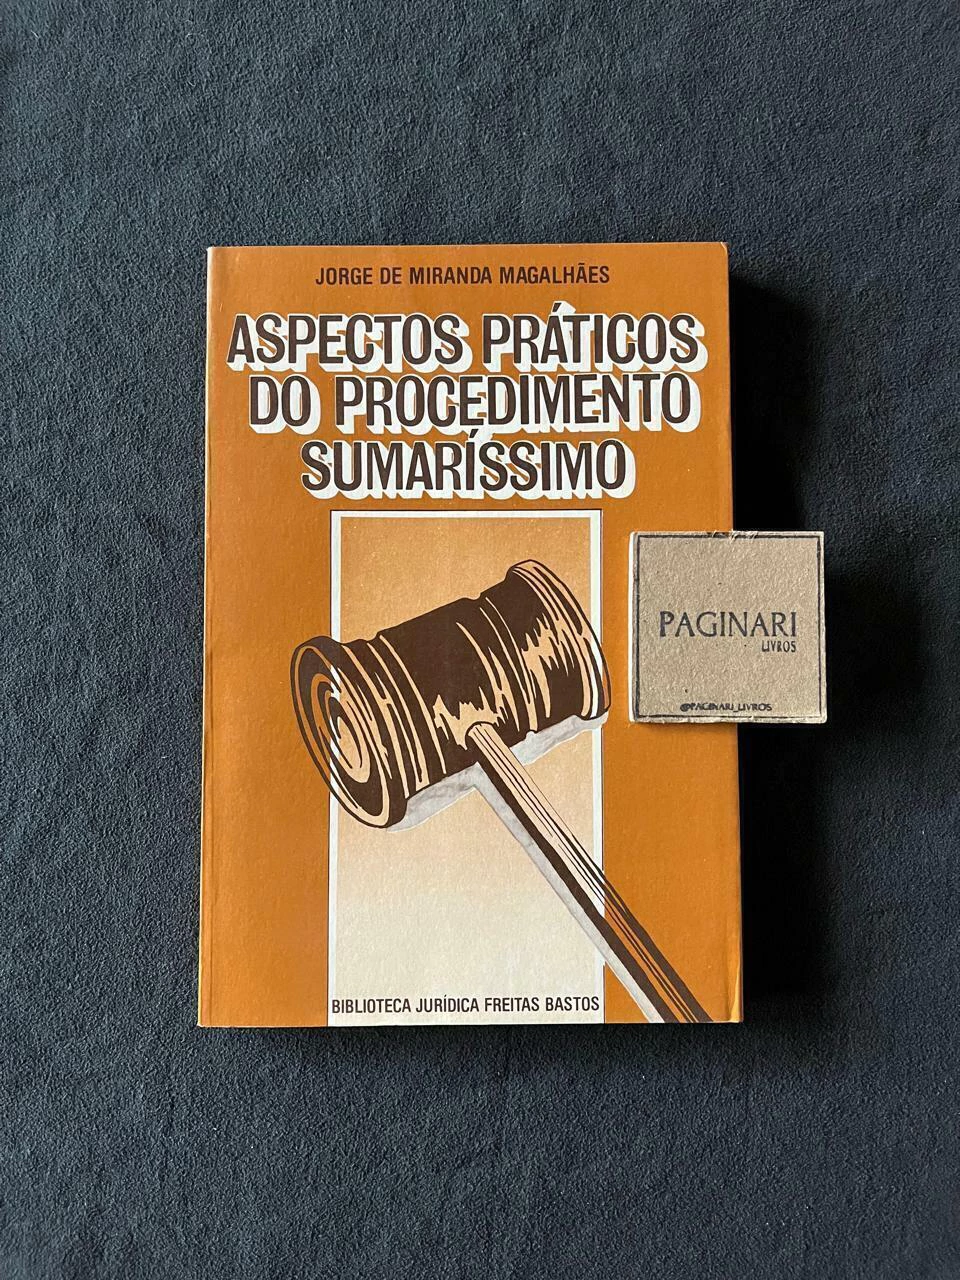 JORGE DE MIRANDA MAGALHÃES
ASPECTOS PRÁTICOS
DO PROCEDIMENTO
SUMARÍSSIMO
PAGINARI
LIVROS
@PAGINARI_LIVROS
BIBLIOTECA JURÍDICA FREITAS BASTOS